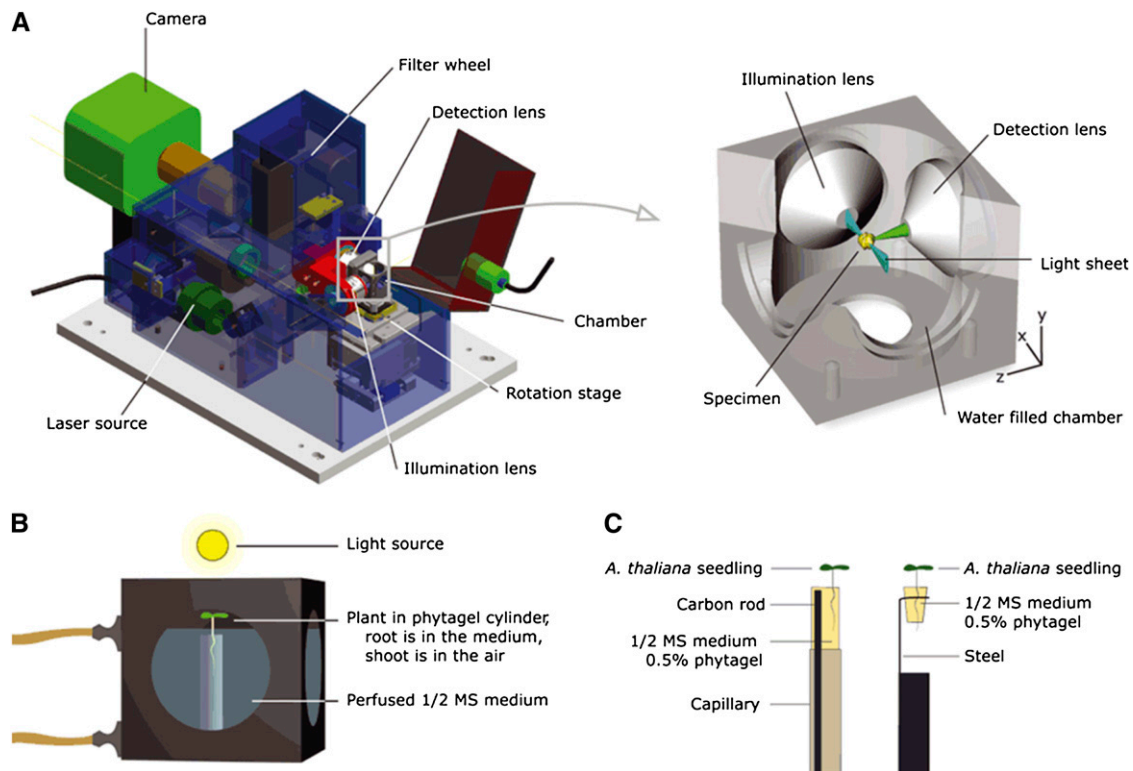 A
Camera
Filter wheel
Detection lens
Chamber
Rotation stage
Illumination lens
Laser source
Illumination lens
Detection lens
Light sheet
Specimen
Water filled chamber
y
x
z
B
Light source
Plant in phytagel cylinder,
root is in the medium,
shoot is in the air
Perfused 1/2 MS medium
C
A. thaliana seedling
Carbon rod
1/2 MS medium
0.5% phytagel
Capillary
A. thaliana seedling
1/2 MS medium
0.5% phytagel
Steel